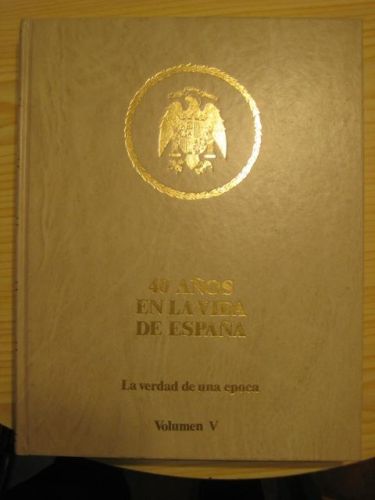 40 AÑOS
EN LA VIDA
DE ESPAÑA
La verdad de una epoca
Volumen V